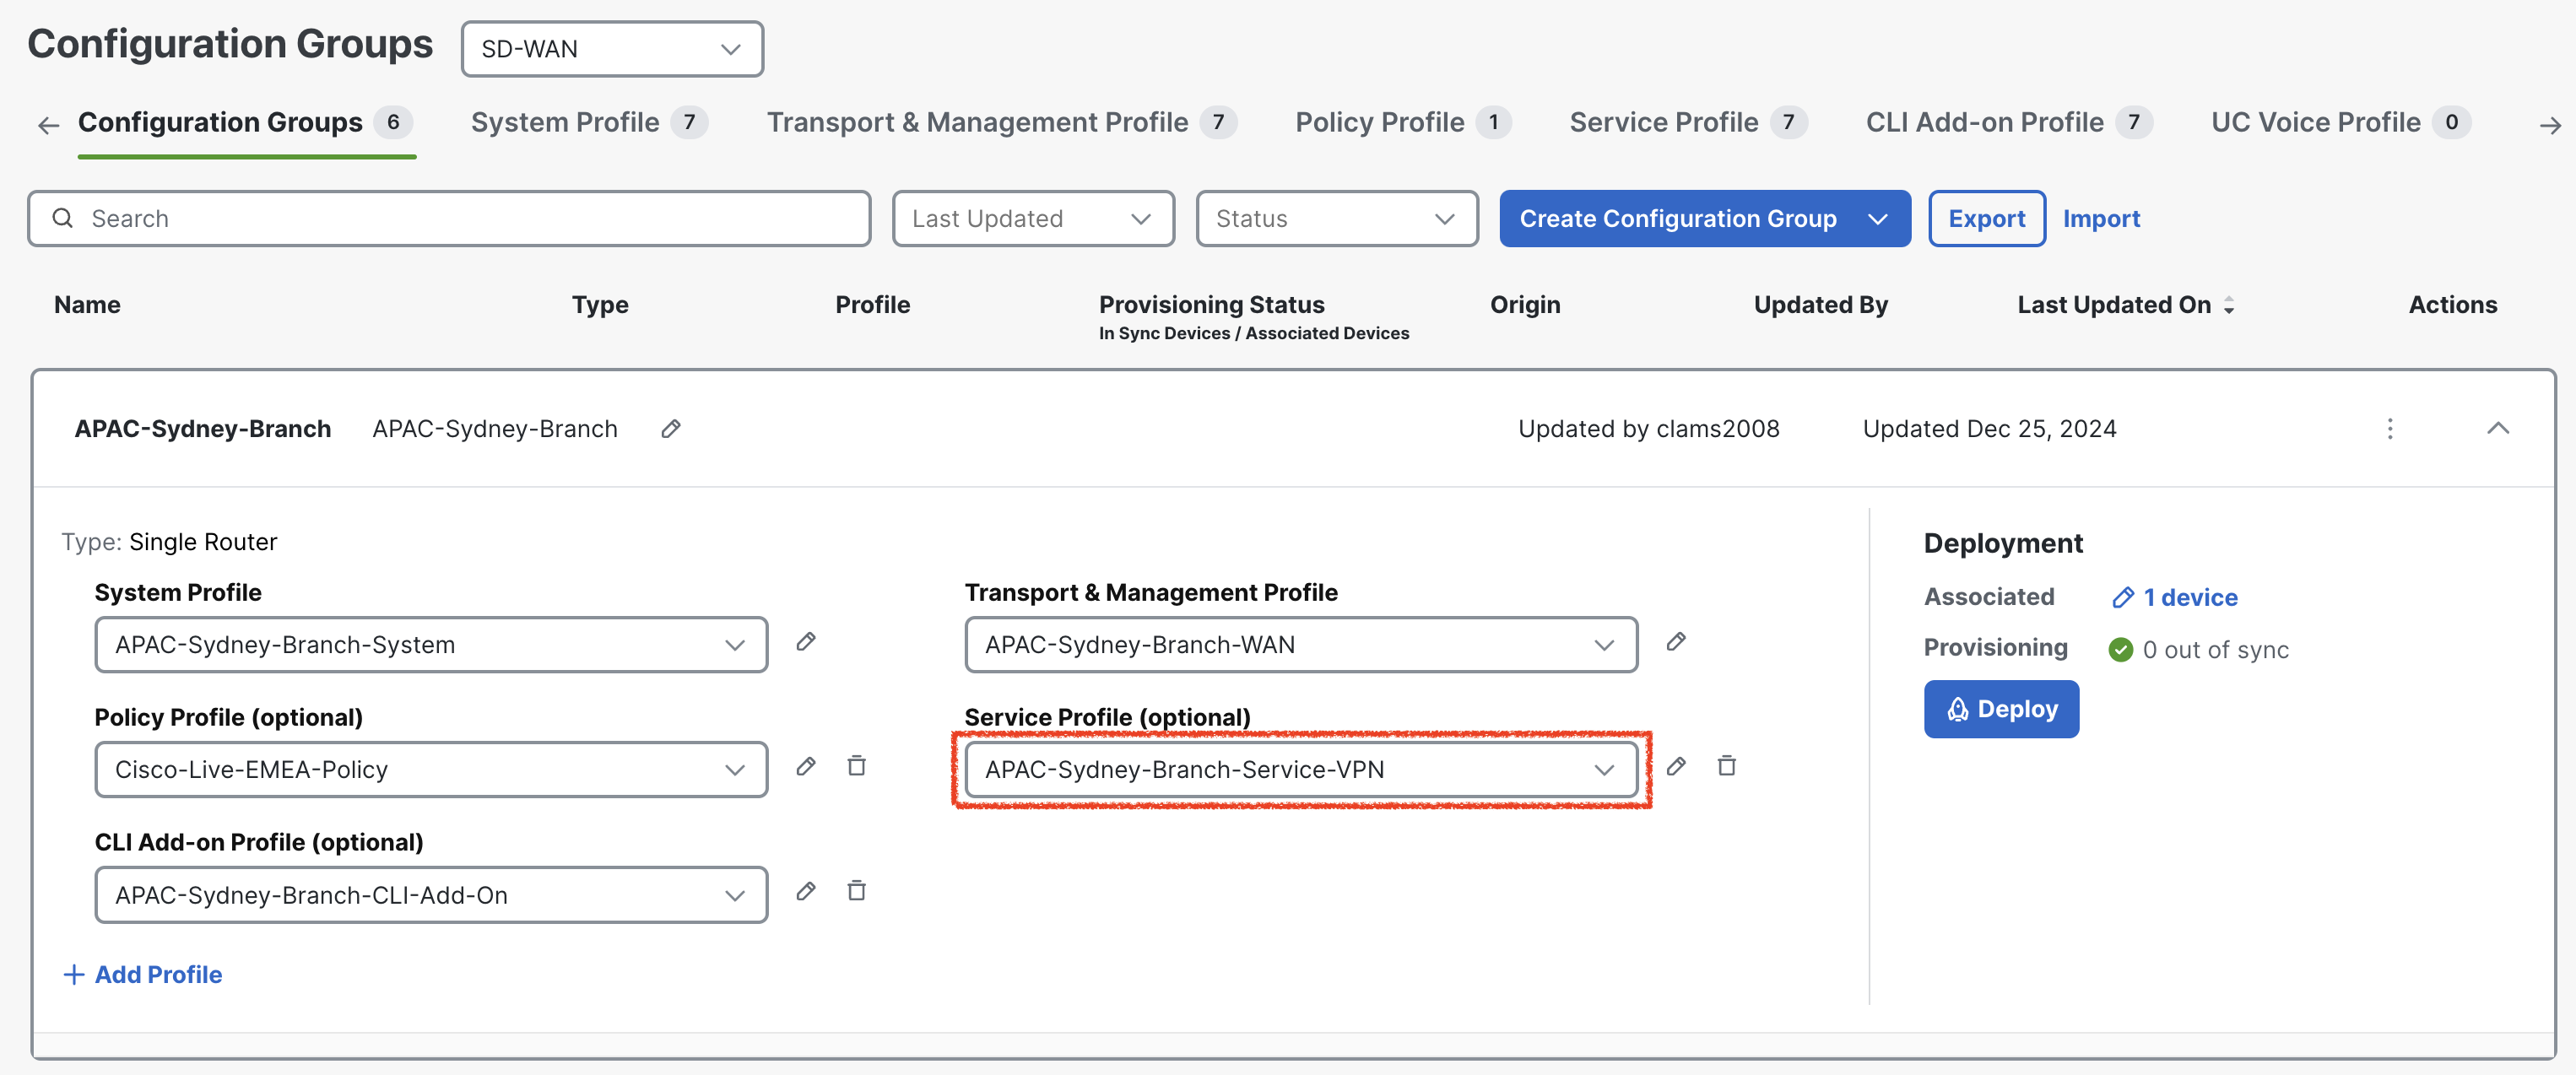 Configuration Groups SD-WAN
Configuration Groups 6 System Profile 7 Transport & Management Profile 7 Policy Profile 1 Service Profile 7 CLI Add-on Profile 7 UC Voice Profile 0
Search Last Updated Status Create Configuration Group Export Import
Name Type Profile Provisioning Status Origin Updated By Last Updated On Actions
In Sync Devices / Associated Devices
APAC-Sydney-Branch APAC-Sydney-Branch Updated by clams2008 Updated Dec 25, 2024
Type: Single Router
System Profile Transport & Management Profile
APAC-Sydney-Branch-System APAC-Sydney-Branch-WAN
Policy Profile (optional) Service Profile (optional)
Cisco-Live-EMEA-Policy APAC-Sydney-Branch-Service-VPN
CLI Add-on Profile (optional)
APAC-Sydney-Branch-CLI-Add-On
Add Profile
Deployment
Associated 1 device
Provisioning 0 out of sync
Deploy